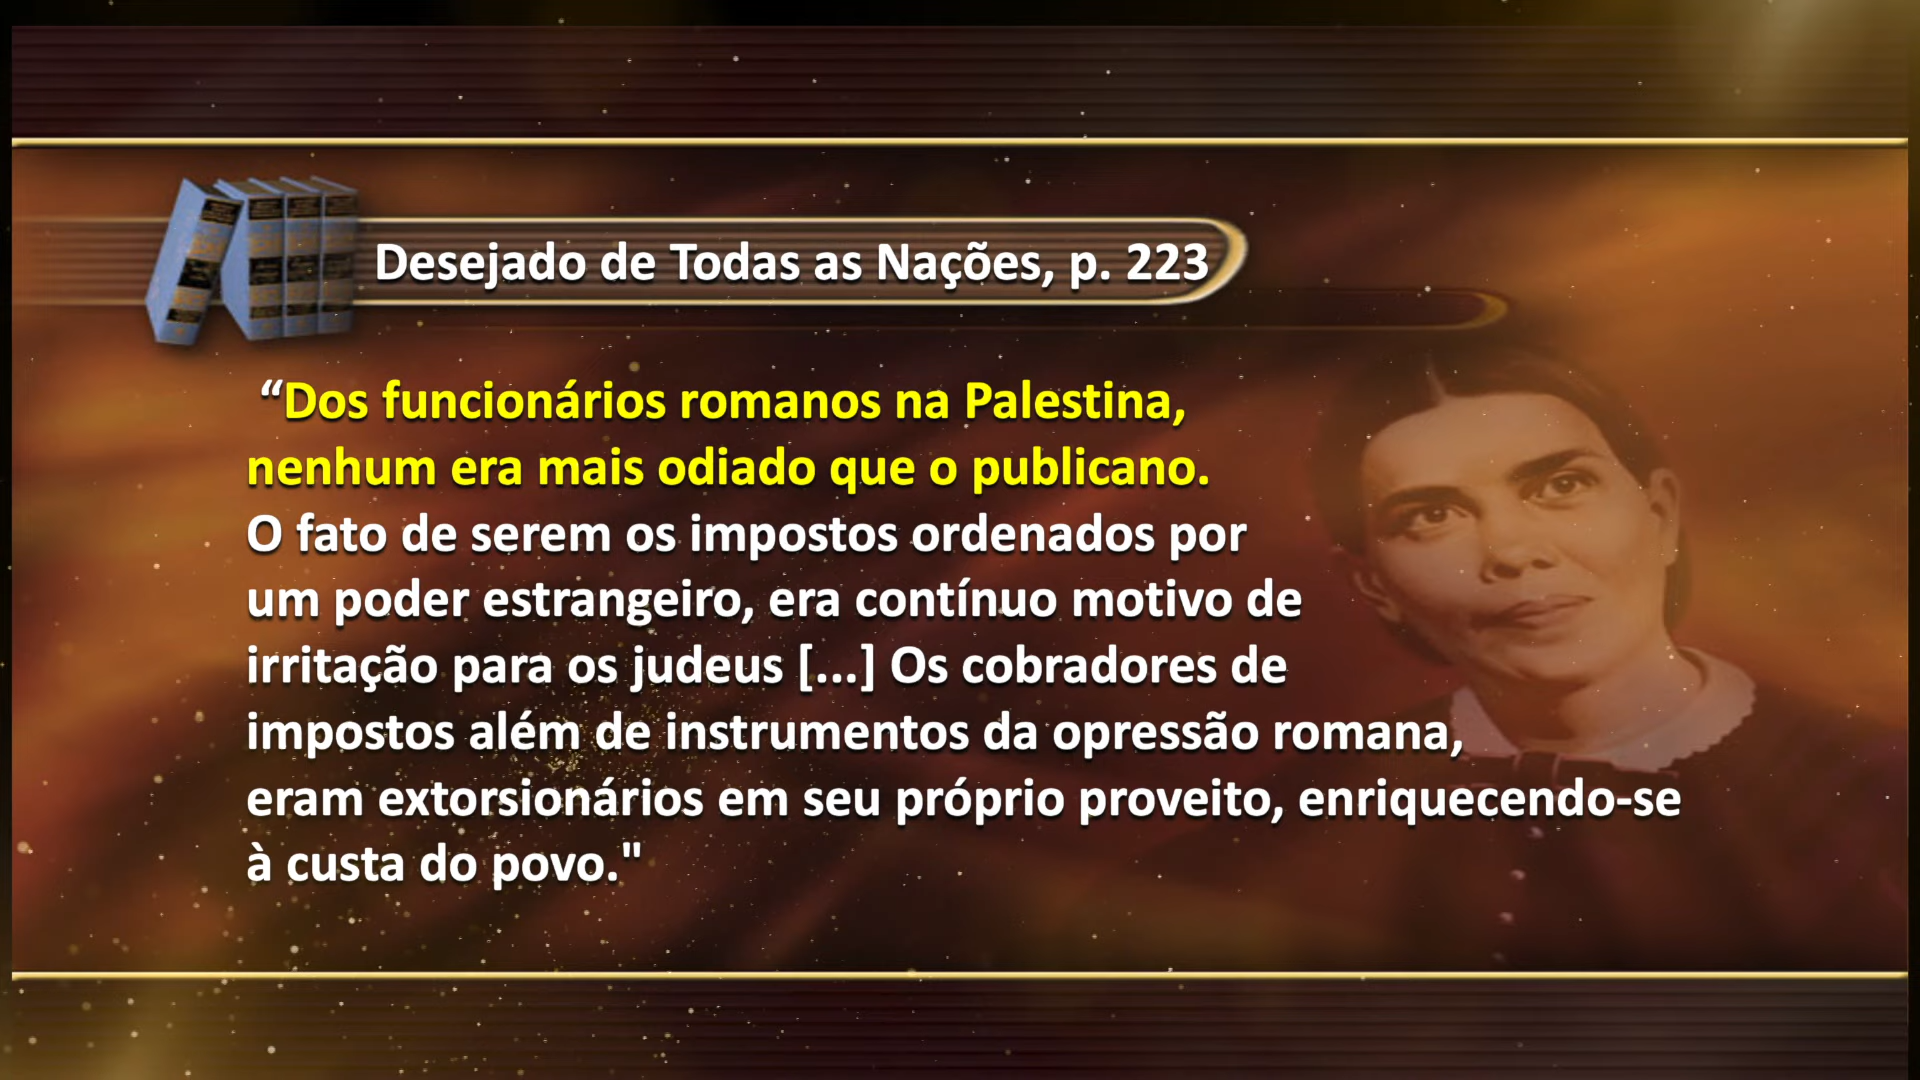 Desejado de Todas as Nações, p. 223
“Dos funcionários romanos na Palestina,
nenhum era mais odiado que o publicano.
O fato de serem os impostos ordenados por
um poder estrangeiro, era contínuo motivo de
irritação para os judeus [...] Os cobradores de
impostos além de instrumentos da opressão romana,
eram extorsionários em seu próprio proveito, enriquecendo-se
à custa do povo."